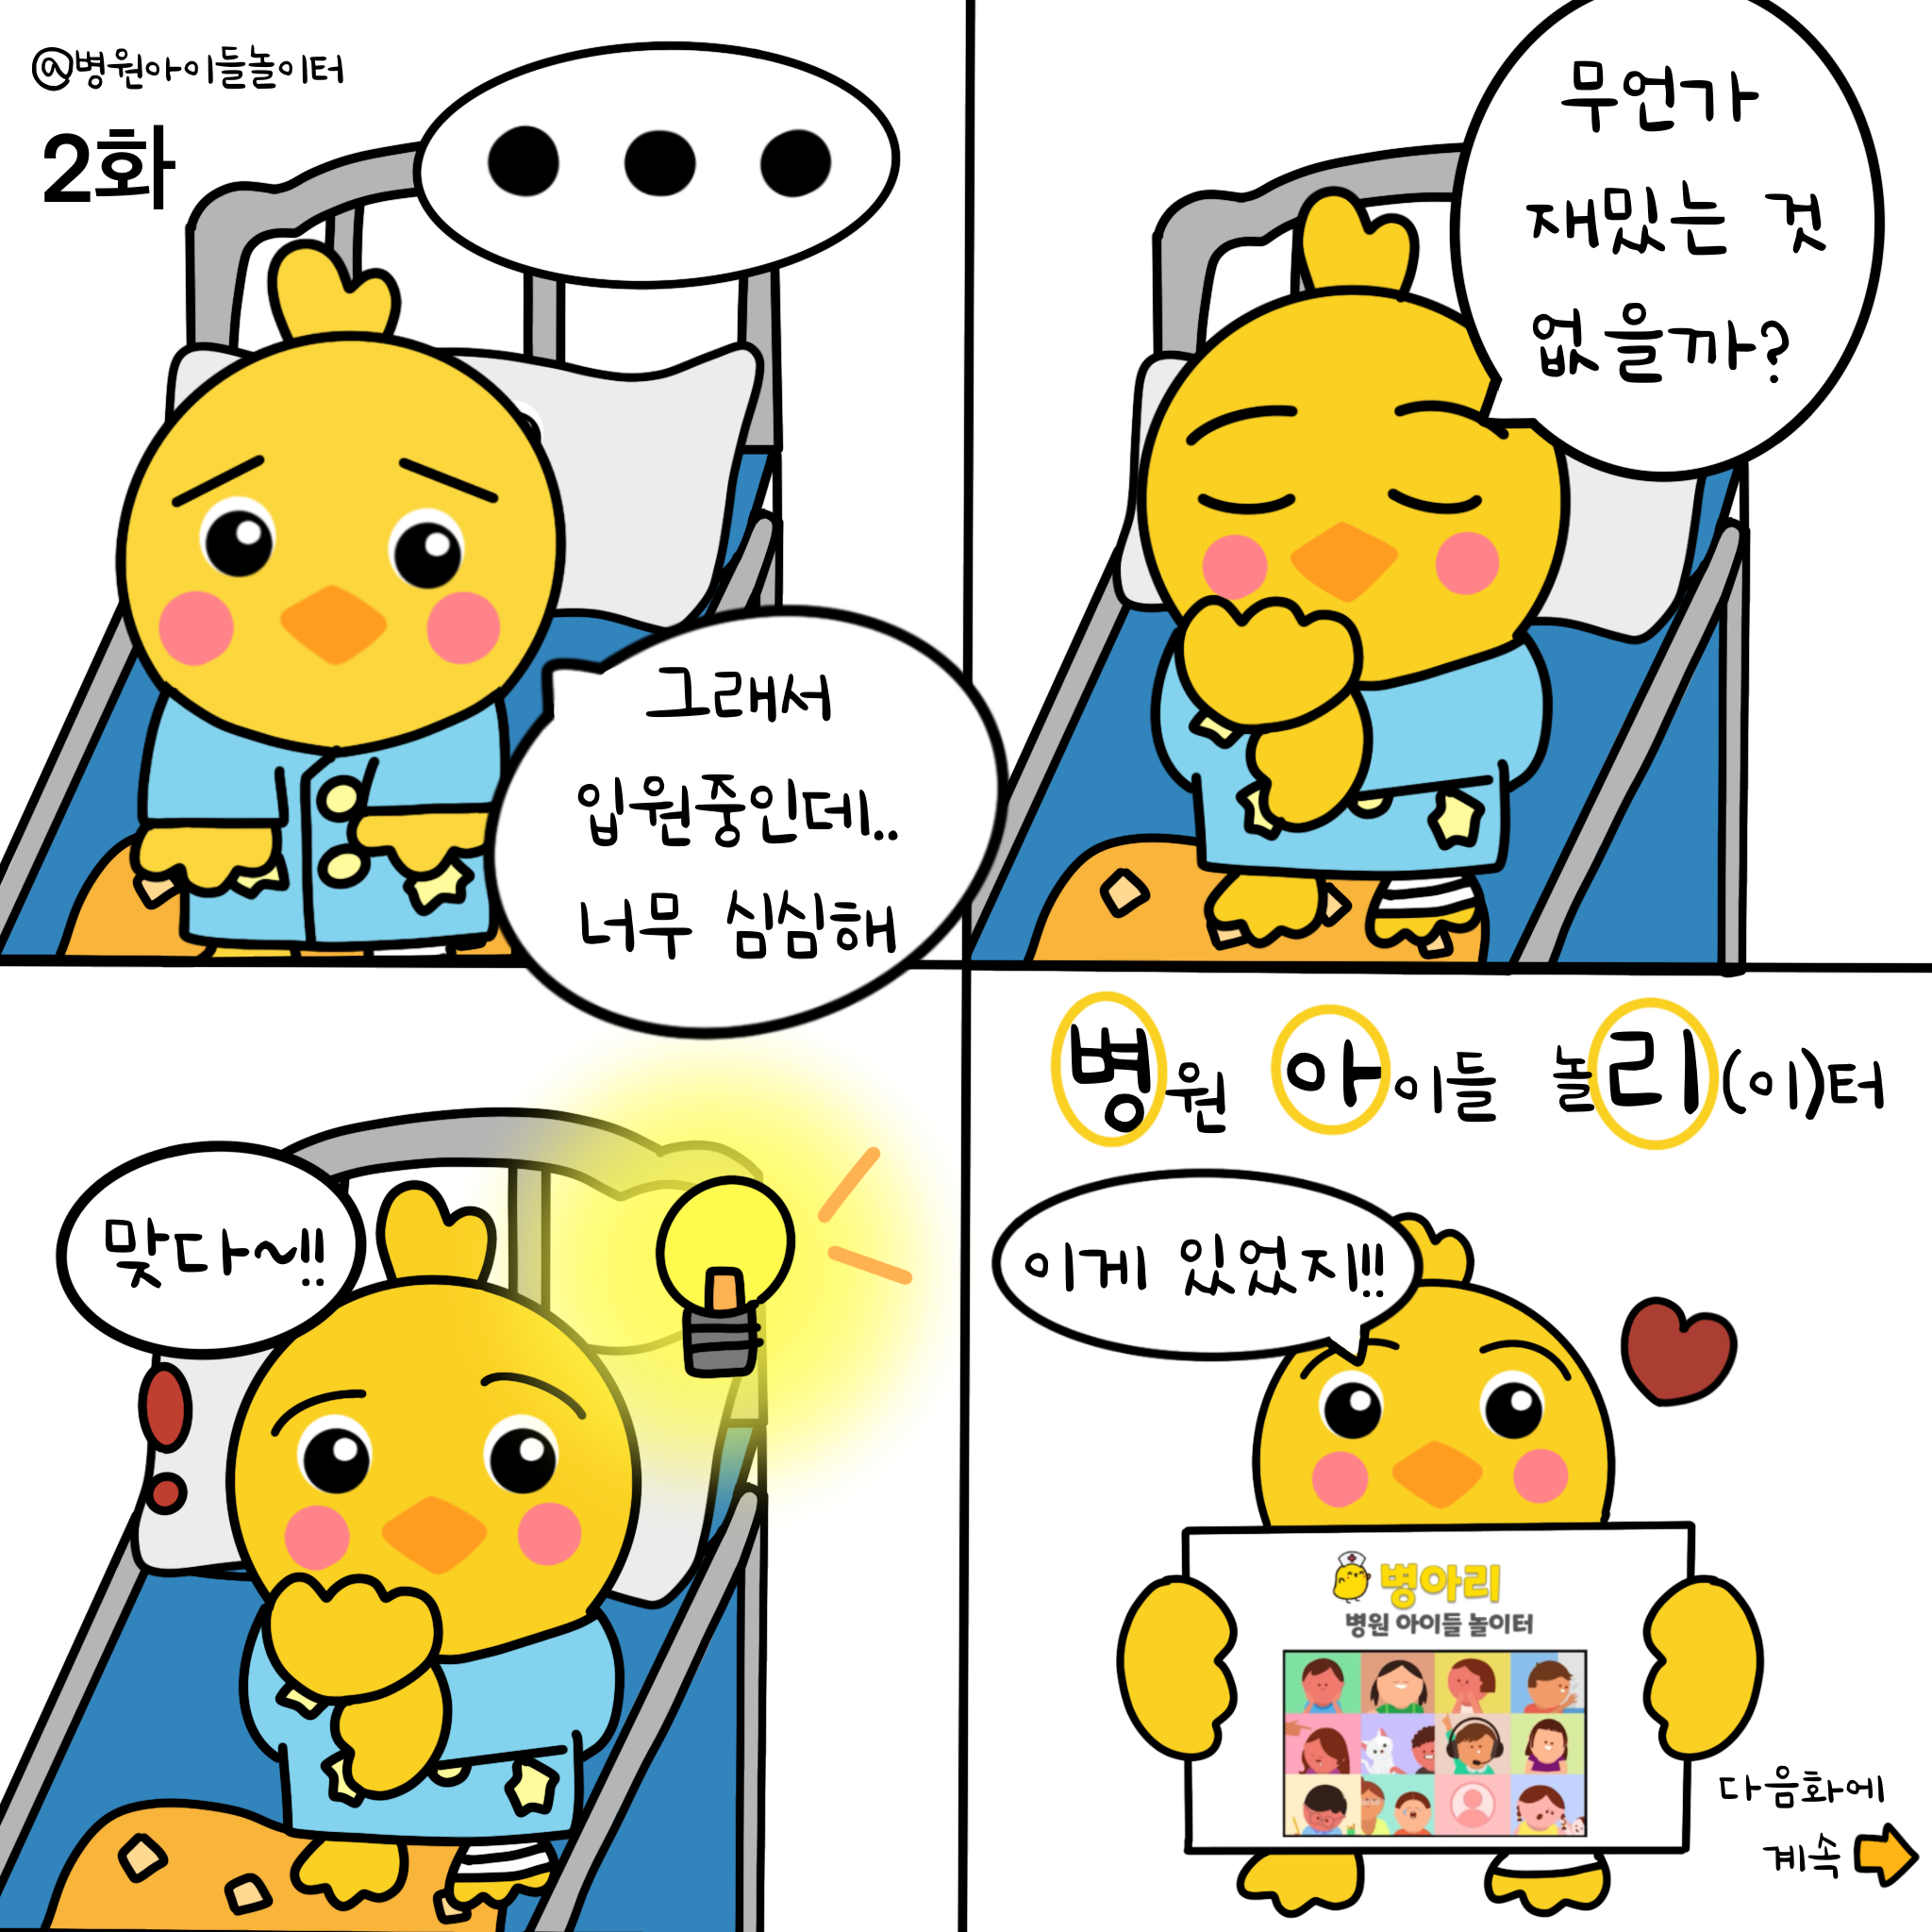 @병원아이들놀이터
2화
그래서
입원중인데..
너무 심심해
무언가
재밌는 것
없을까?
맞다~!!
병원 아이들 놀리(이)터
이게 있었지!!
병아리
병원 아이들 놀이터
다음화에
계속